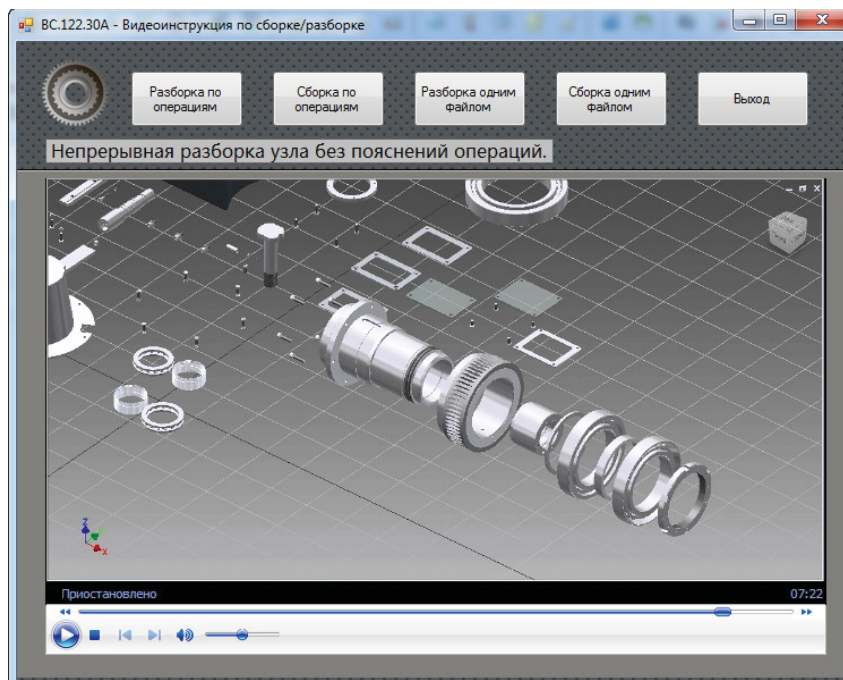 ВС.122.30А - Видеоинструкция по сборке/разборке
Разборка по
операциям
Сборка по
операциям
Разборка одним
файлом
Сборка одним
файлом
Выход
Непрерывная разборка узла без пояснений операций.
Z
X
Приостановлено
07:22